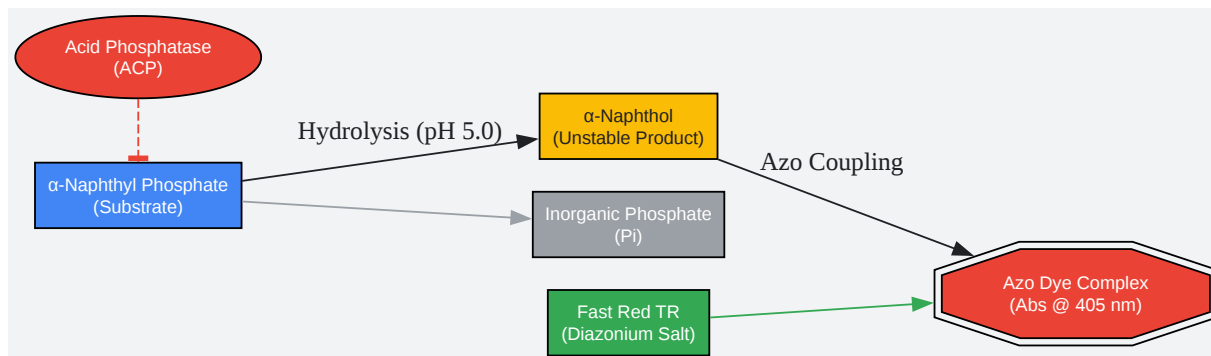 Acid Phosphatase
(ACP)
α-Naphthyl Phosphate
(Substrate)
Hydrolysis (pH 5.0)
α-Naphthol
(Unstable Product)
Inorganic Phosphate
(Pi)
Fast Red TR
(Diazonium Salt)
Azo Coupling
Azo Dye Complex
(Abs @ 405 nm)